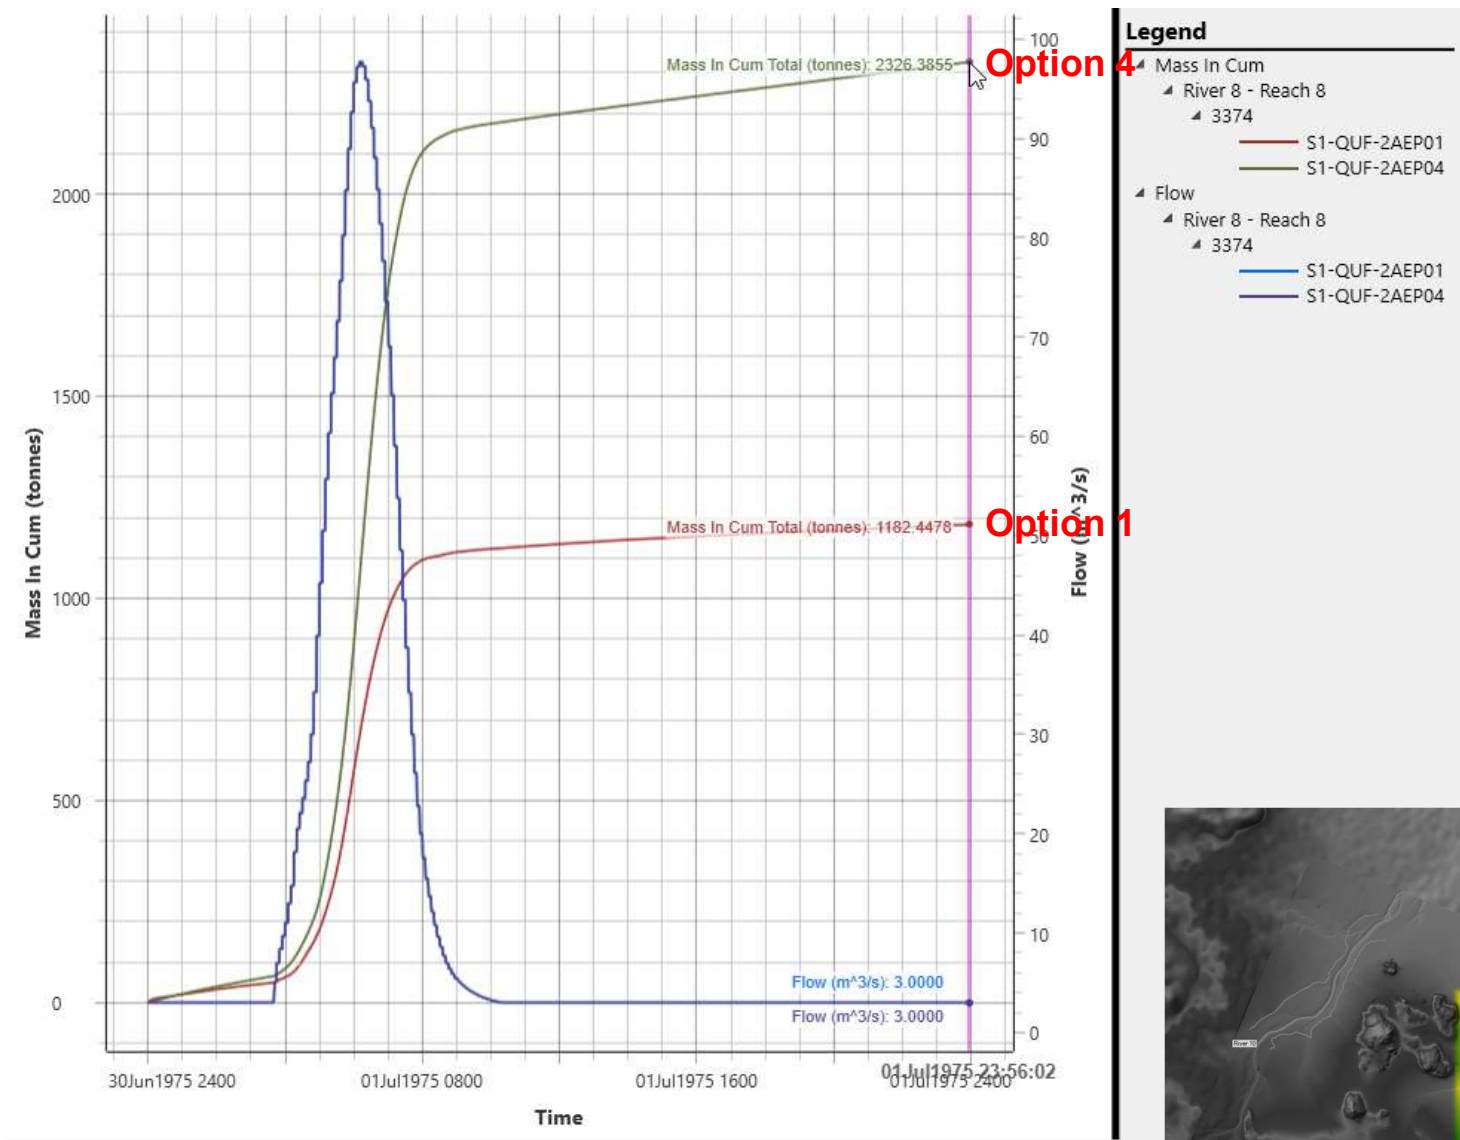 Mass In Cum Total (tonnes): 2326.3855
Option 4
Mass In Cum Total (tonnes): 1182.4478
Option 1
Flow (m^3/s): 3.0000
Flow (m^3/s): 3.0000
Mass In Cum (tonnes)
2000
1500
1000
500
0
Flow (m^3/s)
100
90
80
70
60
50
40
30
20
10
0
30Jun1975 2400
01Jul1975 0800
01Jul1975 1600
01Jul1975 2400
01Jul1975 23:56:02
Time
Legend
Mass In Cum
River 8 - Reach 8
3374
S1-QUF-2AEP01
S1-QUF-2AEP04
Flow
River 8 - Reach 8
3374
S1-QUF-2AEP01
S1-QUF-2AEP04
River 10